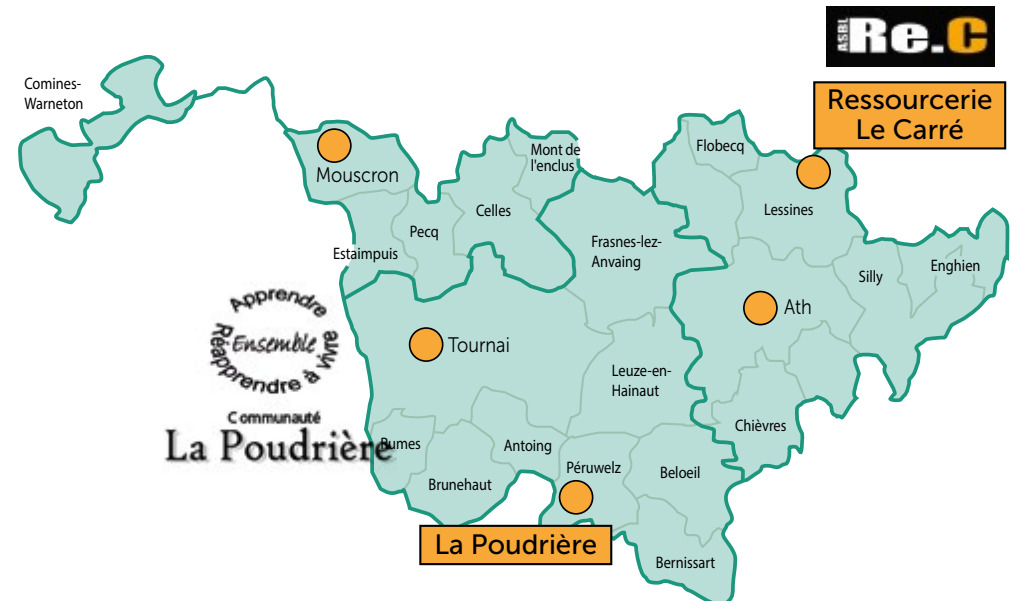 ASBL Re.C
Ressourcerie
Le Carré
Comines-
Warneton
Mouscron
Mont de
l'enclus
Flobecq
Lessines
Celles
Pecq
Estaimpuis
Frasnes-lez-
Anvaing
Silly
Enghien
Ath
Apprendre
Ensemble
Réapprendre à vivre
Communauté
La Poudrière
Tournai
Leuze-en-
Hainaut
Chièvres
Rumes
Antoing
Brunehaut
Péruwelz
Beloeil
La Poudrière
Bernissart